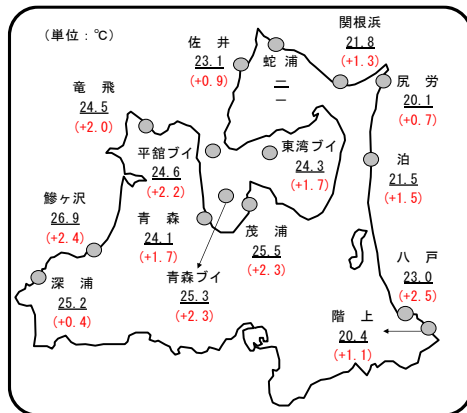 (単位：℃)
関根浜
21.8
(+1.3)
佐井
23.1
(+0.9)
蛇浦
—
—
尻労
20.1
(+0.7)
竜飛
24.5
(+2.0)
平舘ブイ
24.6
(+2.2)
東湾ブイ
24.3
(+1.7)
泊
21.5
(+1.5)
鰺ヶ沢
26.9
(+2.4)
青森
24.1
(+1.7)
茂浦
25.5
(+2.3)
青森ブイ
25.3
(+2.3)
八戸
23.0
(+2.5)
深浦
25.2
(+0.4)
階上
20.4
(+1.1)